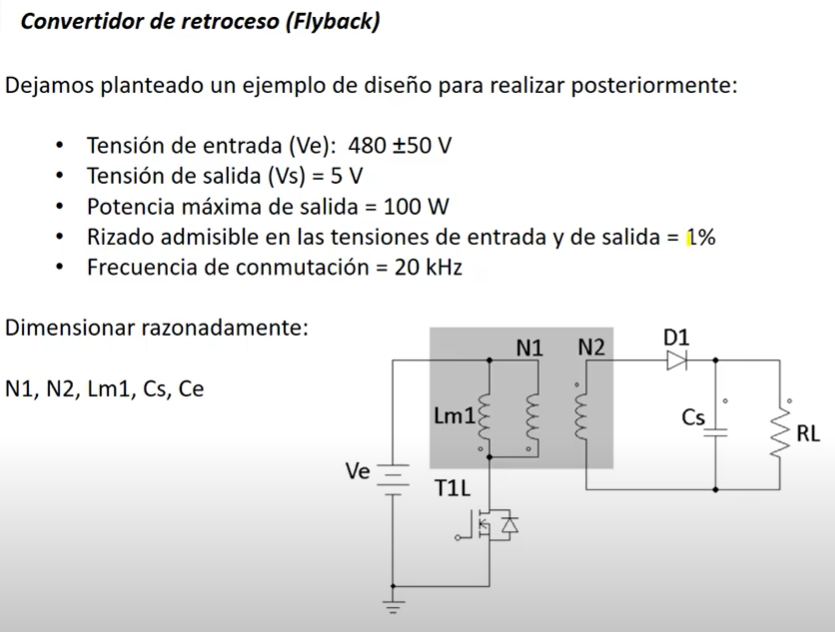 Convertidor de retroceso (Flyback)
Dejamos planteado un ejemplo de diseño para realizar posteriormente:
• Tensión de entrada (Ve): 480 ±50 V
• Tensión de salida (Vs) = 5 V
• Potencia máxima de salida = 100 W
• Rizado admisible en las tensiones de entrada y de salida = 1%
• Frecuencia de conmutación = 20 kHz
Dimensionar razonadamente:
N1, N2, Lm1, Cs, Ce
N1
N2
D1
Lm1
Cs
RL
Ve
T1L